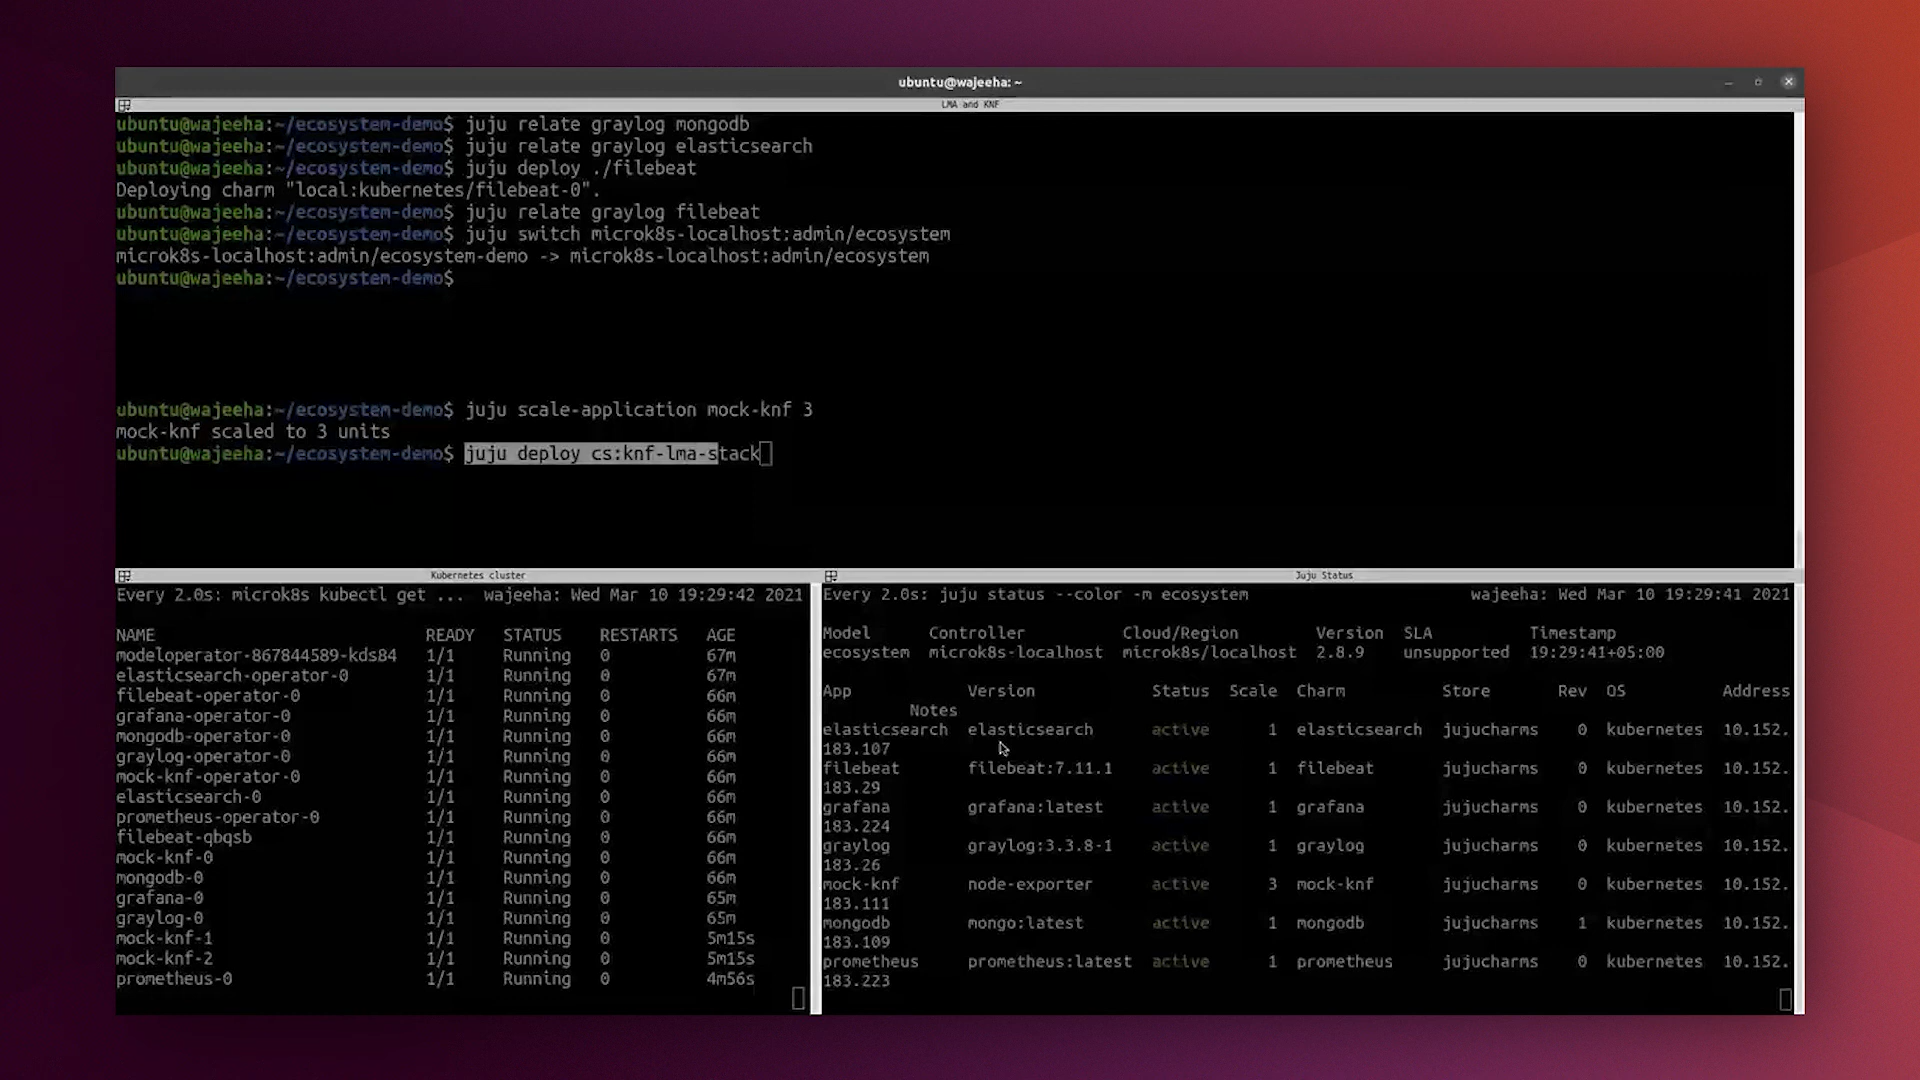 ubuntu@wajeeha: ~
LMA and KNF
ubuntu@wajeeha:~/ecosystem-demo$ juju relate graylog mongodb
ubuntu@wajeeha:~/ecosystem-demo$ juju relate graylog elasticsearch
ubuntu@wajeeha:~/ecosystem-demo$ juju deploy ./filebeat
Deploying charm "local:kubernetes/filebeat-0".
ubuntu@wajeeha:~/ecosystem-demo$ juju relate graylog filebeat
ubuntu@wajeeha:~/ecosystem-demo$ juju switch microk8s-localhost:admin/ecosystem
microk8s-localhost:admin/ecosystem-demo -> microk8s-localhost:admin/ecosystem
ubuntu@wajeeha:~/ecosystem-demo$
ubuntu@wajeeha:~/ecosystem-demo$ juju scale-application mock-knf 3
mock-knf scaled to 3 units
ubuntu@wajeeha:~/ecosystem-demo$ juju deploy cs:knf-lma-stack
Kubernetes cluster
Every 2.0s: microk8s kubectl get ... wajeeha: Wed Mar 10 19:29:42 2021
NAME READY STATUS RESTARTS AGE
modeloperator-867844589-kds84 1/1 Running 0 67m
elasticsearch-operator-0 1/1 Running 0 67m
filebeat-operator-0 1/1 Running 0 66m
grafana-operator-0 1/1 Running 0 66m
mongodb-operator-0 1/1 Running 0 66m
graylog-operator-0 1/1 Running 0 66m
mock-knf-operator-0 1/1 Running 0 66m
elasticsearch-0 1/1 Running 0 66m
prometheus-operator-0 1/1 Running 0 66m
filebeat-qbqsb 1/1 Running 0 66m
mock-knf-0 1/1 Running 0 66m
mongodb-0 1/1 Running 0 66m
grafana-0 1/1 Running 0 65m
graylog-0 1/1 Running 0 65m
mock-knf-1 1/1 Running 0 5m15s
mock-knf-2 1/1 Running 0 5m15s
prometheus-0 1/1 Running 0 4m56s
Juju Status
Every 2.0s: juju status --color -m ecosystem wajeeha: Wed Mar 10 19:29:41 2021
Model Controller Cloud/Region Version SLA Timestamp
ecosystem microk8s-localhost microk8s/localhost 2.8.9 unsupported 19:29:41+05:00
App Version Status Scale Charm Store Rev OS Address
Notes
elasticsearch elasticsearch active 1 elasticsearch jujucharms 0 kubernetes 10.152.
183.107
filebeat filebeat:7.11.1 active 1 filebeat jujucharms 0 kubernetes 10.152.
183.29
grafana grafana:latest active 1 grafana jujucharms 0 kubernetes 10.152.
183.224
graylog graylog:3.3.8-1 active 1 graylog jujucharms 0 kubernetes 10.152.
183.26
mock-knf node-exporter active 3 mock-knf jujucharms 0 kubernetes 10.152.
183.111
mongodb mongo:latest active 1 mongodb jujucharms 1 kubernetes 10.152.
183.109
prometheus prometheus:latest active 1 prometheus jujucharms 0 kubernetes 10.152.
183.223